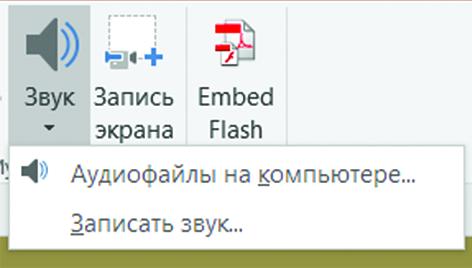 Звук
Запись
экрана
Embed
Flash
Аудиофайлы на компьютере...
Записать звук...